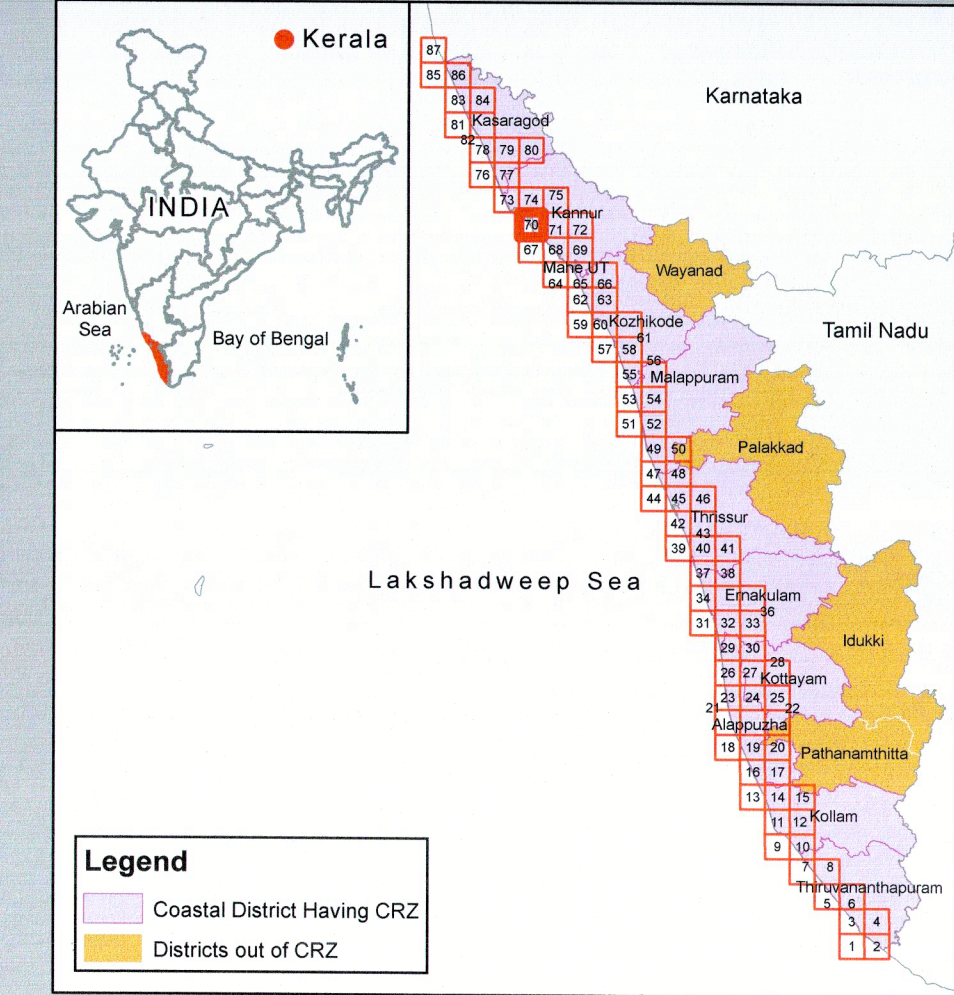 Kerala
INDIA
Arabian
Sea
Bay of Bengal
Karnataka
87
85 86
83 84
81 Kasaragod
82
78 79 80
76 77
73 74 75
Kannur
70 71 72
67 68 69
Wayanad
Mahe UT
64 65 66
62 63
59 60 Kozhikode
61
Tamil Nadu
57 58
56
55 Malappuram
53 54
51 52
49 50 Palakkad
47 48
44 45 46
42 Thrissur
43
39 40 41
37 38
Lakshadweep Sea
34 Ernakulam
36
31 32 33
Idukki
29 30
28
26 27 Kottayam
23 24 25
21 22
Alappuzha
18 19 20
Pathanamthitta
16 17
13 14 15
11 12 Kollam
9 10
7 8
Thiruvananthapuram
5 6
3 4
1 2
Legend
Coastal District Having CRZ
Districts out of CRZ